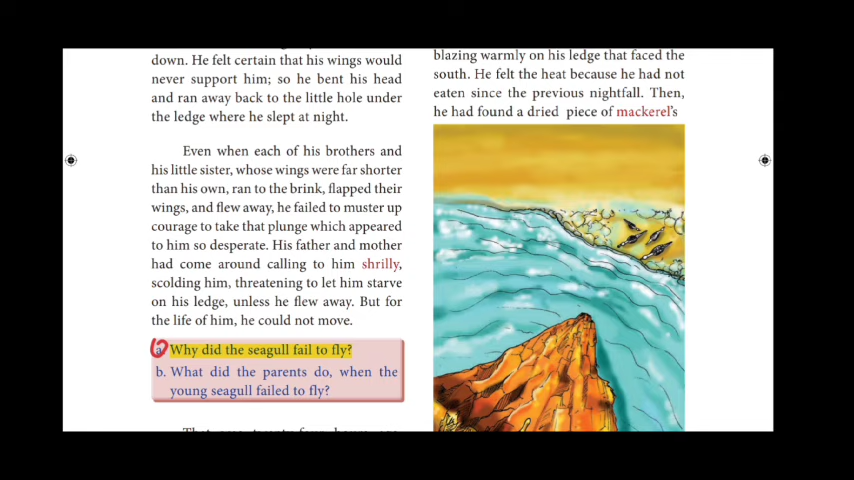 down. He felt certain that his wings would
never support him; so he bent his head
and ran away back to the little hole under
the ledge where he slept at night.
Even when each of his brothers and
his little sister, whose wings were far shorter
than his own, ran to the brink, flapped their
wings, and flew away, he failed to muster up
courage to take that plunge which appeared
to him so desperate. His father and mother
had come around calling to him shrilly,
scolding him, threatening to let him starve
on his ledge, unless he flew away. But for
the life of him, he could not move.
a. Why did the seagull fail to fly?
b. What did the parents do, when the
young seagull failed to fly?
blazing warmly on his ledge that faced the
south. He felt the heat because he had not
eaten since the previous nightfall. Then,
he had found a dried piece of mackerel's